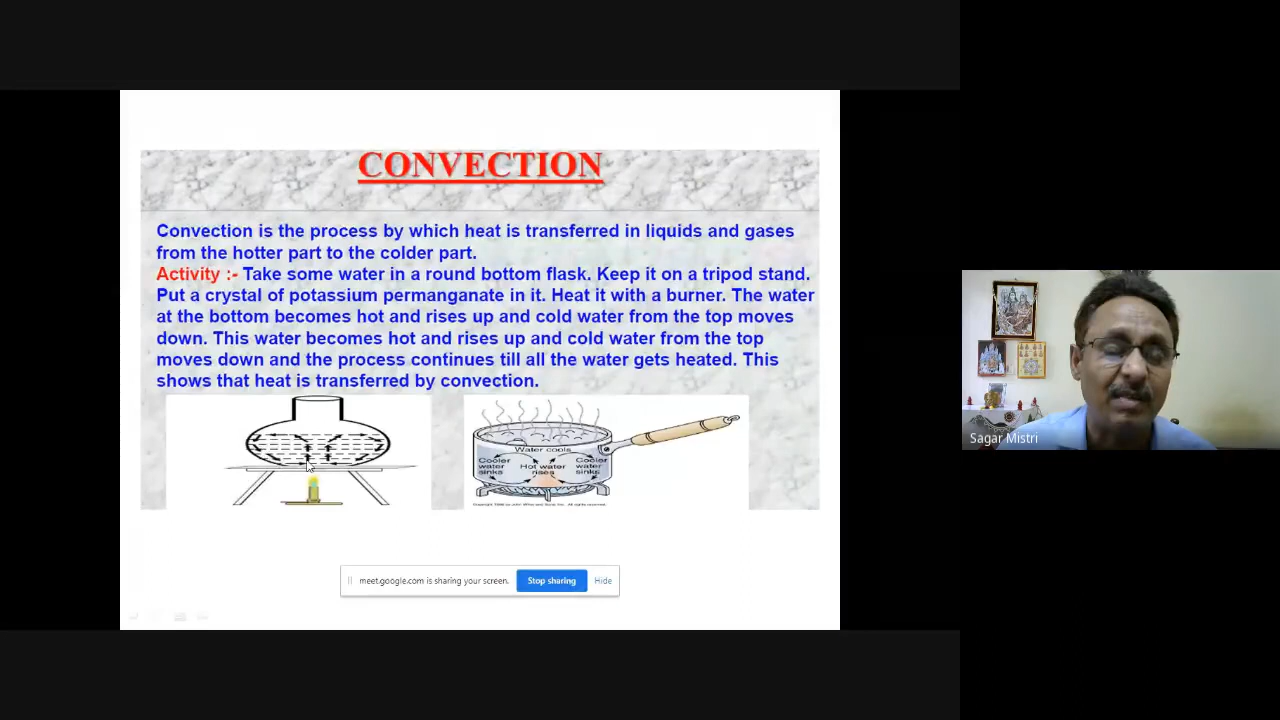 CONVECTION
Convection is the process by which heat is transferred in liquids and gases
from the hotter part to the colder part.
Activity :- Take some water in a round bottom flask. Keep it on a tripod stand.
Put a crystal of potassium permanganate in it. Heat it with a burner. The water
at the bottom becomes hot and rises up and cold water from the top moves
down. This water becomes hot and rises up and cold water from the top
moves down and the process continues till all the water gets heated. This
shows that heat is transferred by convection.
Water cools
Cooler
water
sinks
Hot water
rises
Cooler
water
sinks
meet.google.com is sharing your screen.
Stop sharing
Hide
Sagar Mistri